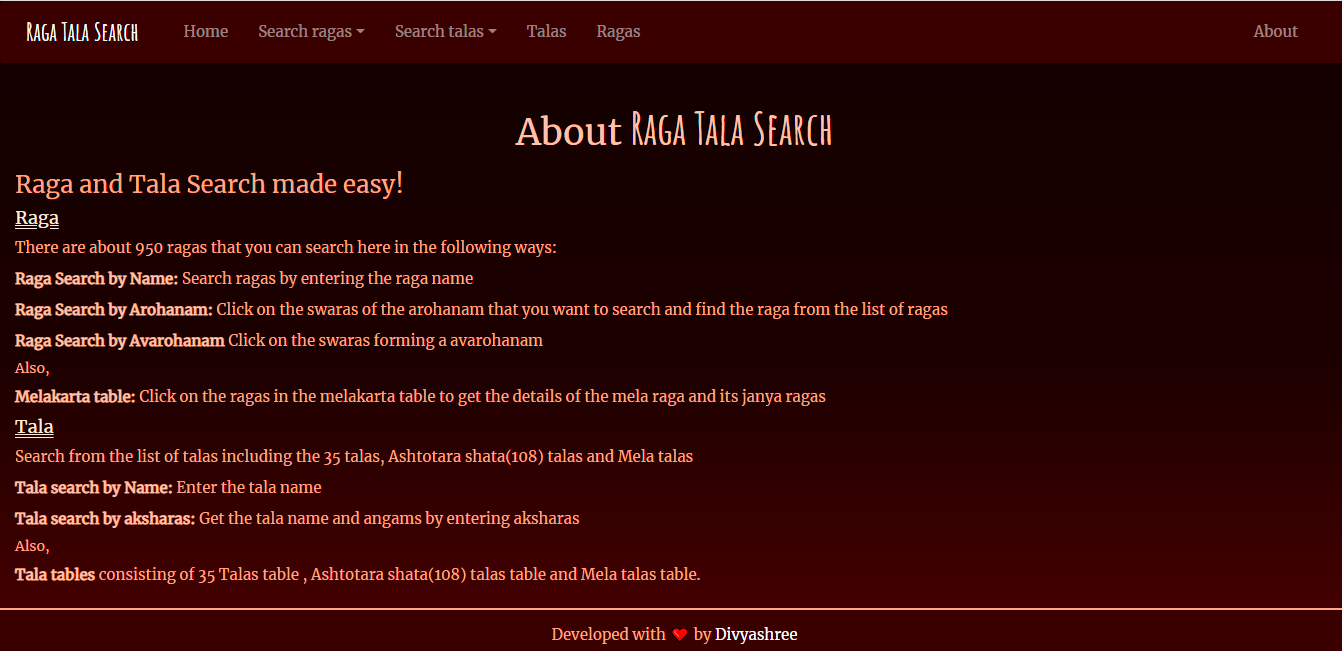 Raga Tala Search Home Search ragas Search talas Talas Ragas About
About Raga Tala Search
Raga and Tala Search made easy!
Raga
There are about 950 ragas that you can search here in the following ways:
Raga Search by Name: Search ragas by entering the raga name
Raga Search by Arohanam: Click on the swaras of the arohanam that you want to search and find the raga from the list of ragas
Raga Search by Avarohanam Click on the swaras forming a avarohanam
Also,
Melakarta table: Click on the ragas in the melakarta table to get the details of the mela raga and its janya ragas
Tala
Search from the list of talas including the 35 talas, Ashtotara shata(108) talas and Mela talas
Tala search by Name: Enter the tala name
Tala search by aksharas: Get the tala name and angams by entering aksharas
Also,
Tala tables consisting of 35 Talas table , Ashtotara shata(108) talas table and Mela talas table.
Developed with ❤ by Divyashree